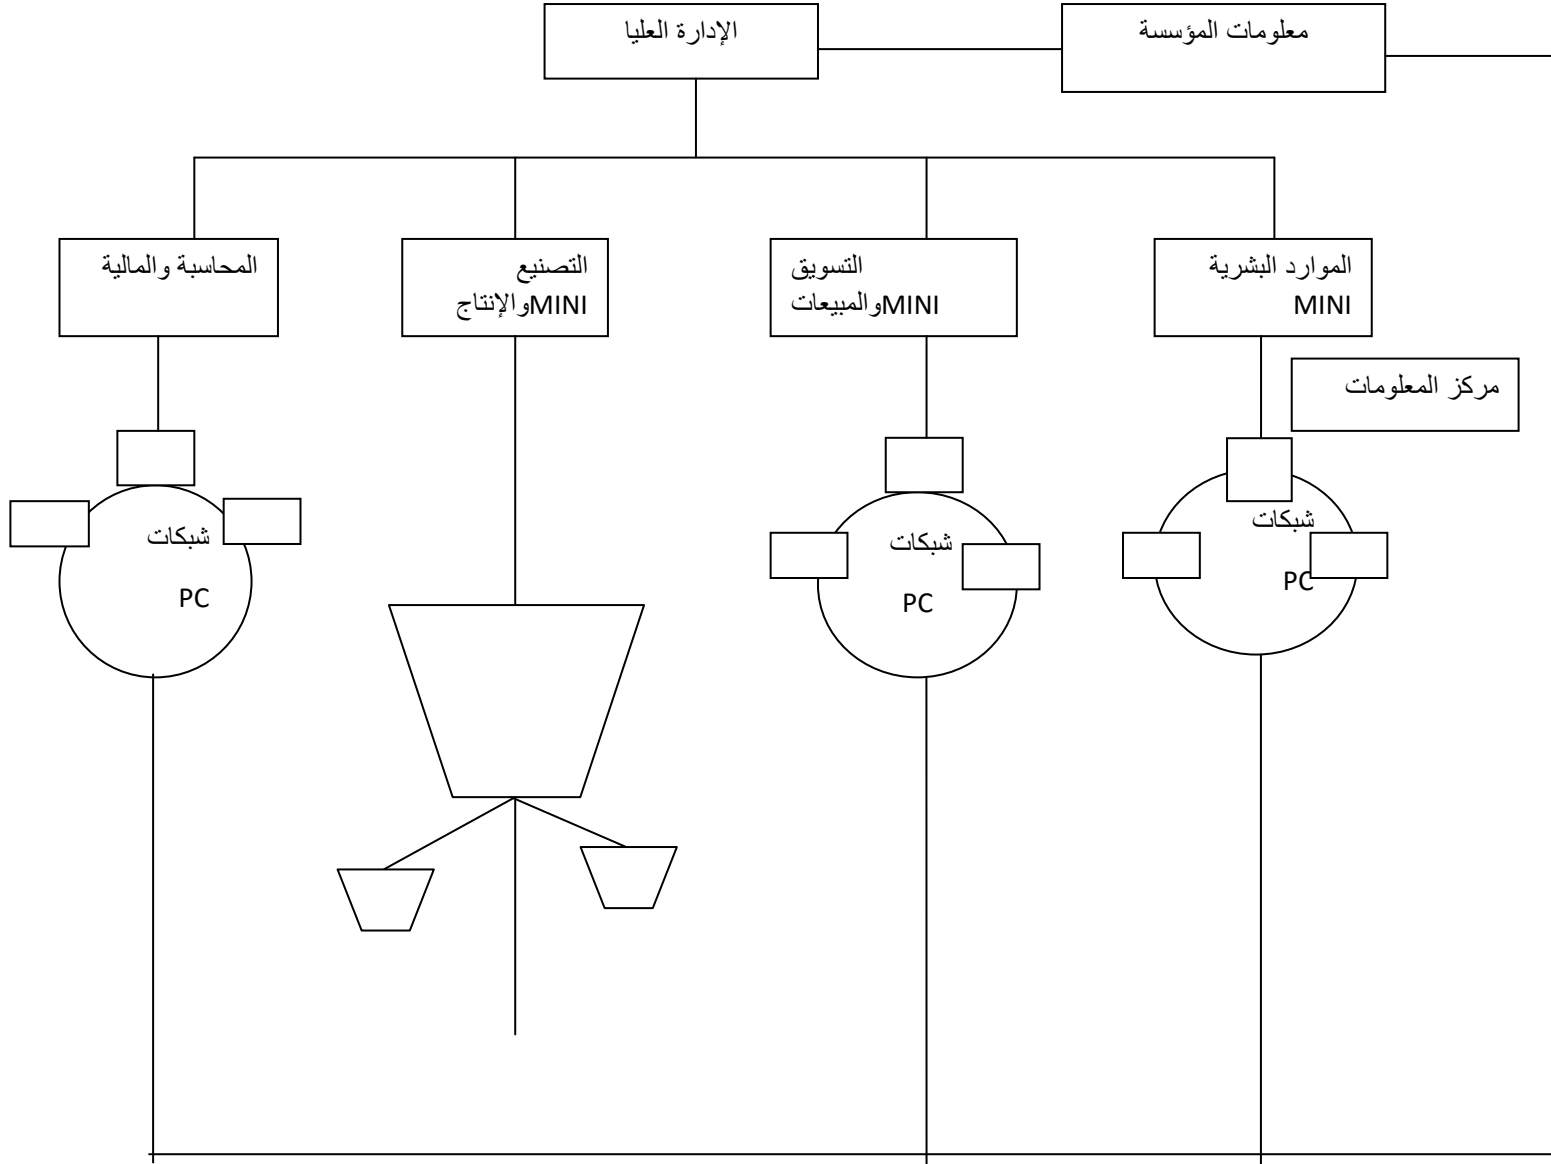 معلومات المؤسسة
الإدارة العليا
الموارد البشرية
MINI
التسويق
والمبيعاتMINI
التصنيع
والإنتاجMINI
المحاسبة والمالية
مركز المعلومات
شبكات
PC
شبكات
PC
شبكات
PC